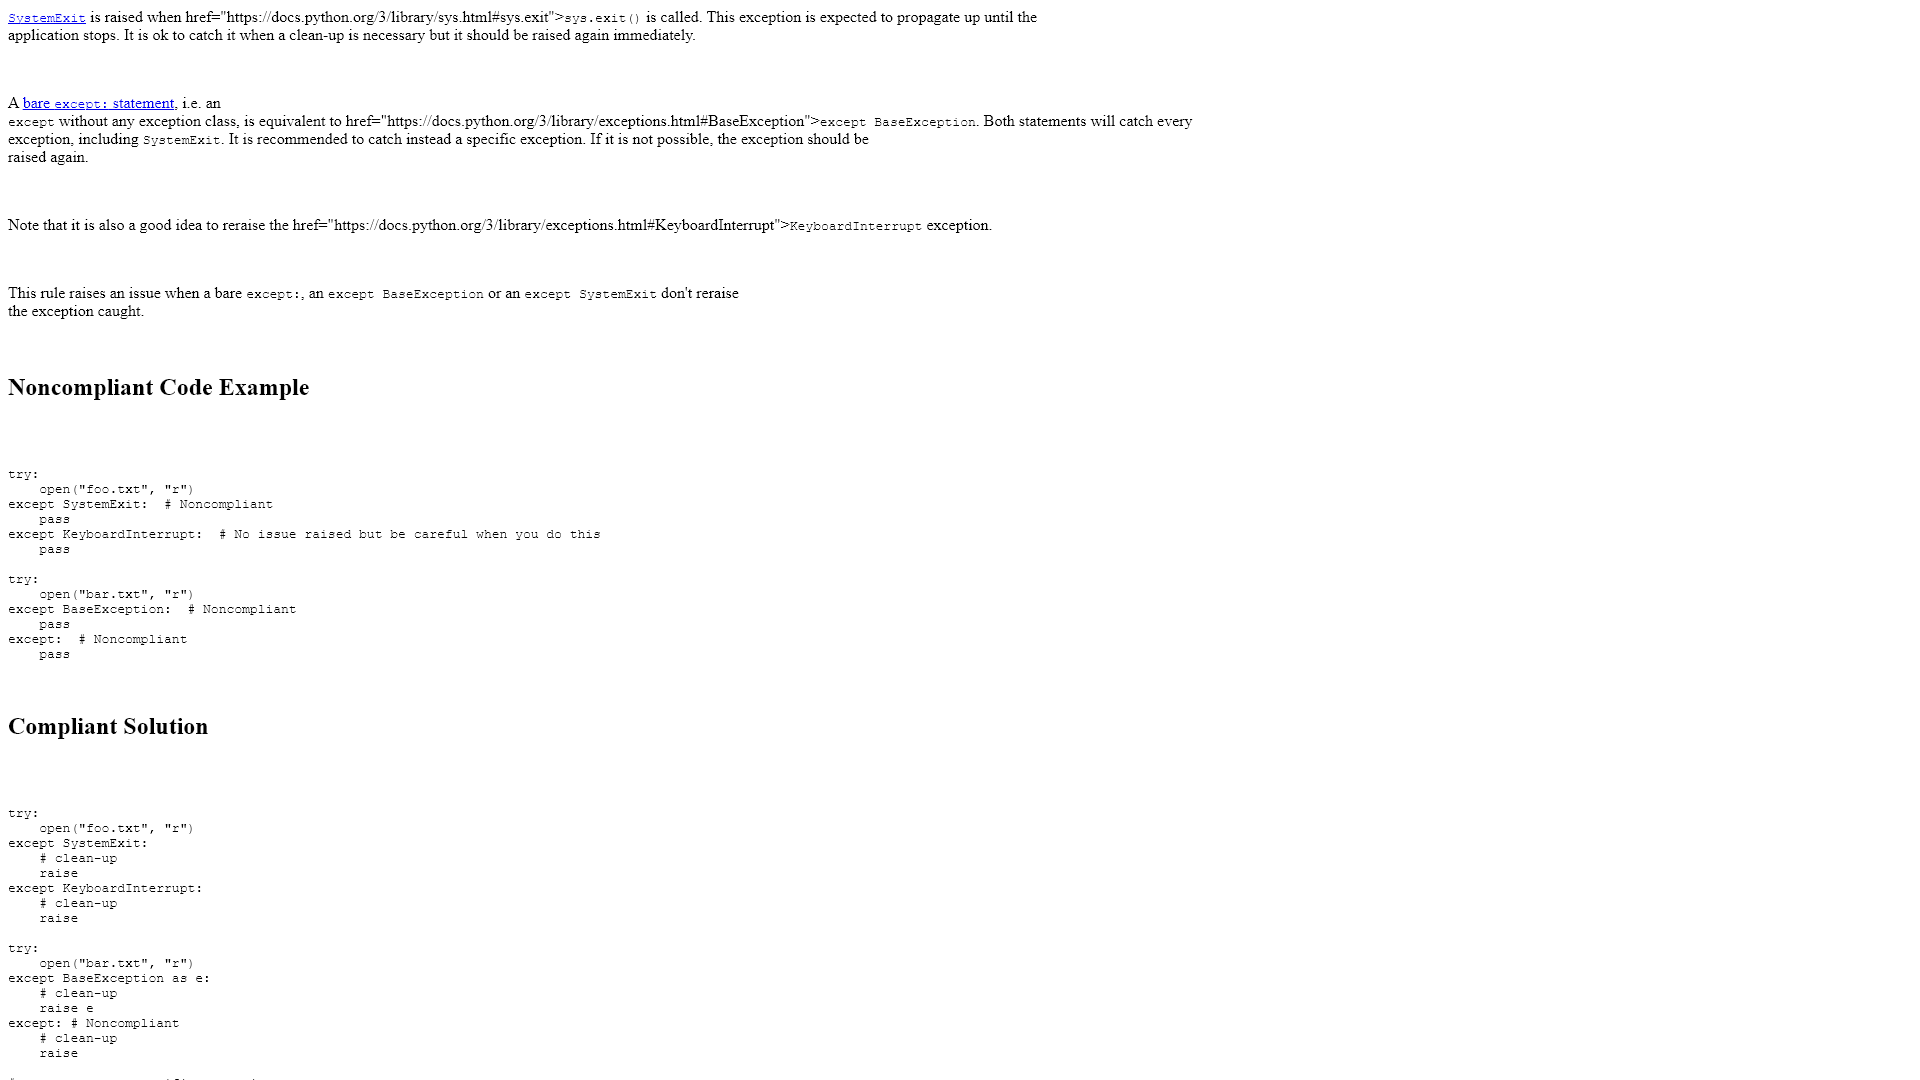 SystemExit is raised when href="https://docs.python.org/3/library/sys.html#sys.exit">sys.exit() is called. This exception is expected to propagate up until the
application stops. It is ok to catch it when a clean-up is necessary but it should be raised again immediately.
A bare except: statement, i.e. an
except without any exception class, is equivalent to href="https://docs.python.org/3/library/exceptions.html#BaseException">except BaseException. Both statements will catch every
exception, including SystemExit. It is recommended to catch instead a specific exception. If it is not possible, the exception should be
raised again.
Note that it is also a good idea to reraise the href="https://docs.python.org/3/library/exceptions.html#KeyboardInterrupt">KeyboardInterrupt exception.
This rule raises an issue when a bare except:, an except BaseException or an except SystemExit don't reraise
the exception caught.
Noncompliant Code Example
try:
    open("foo.txt", "r")
except SystemExit:  # Noncompliant
    pass
except KeyboardInterrupt:  # No issue raised but be careful when you do this
    pass
try:
    open("bar.txt", "r")
except BaseException:  # Noncompliant
    pass
except:  # Noncompliant
    pass
Compliant Solution
try:
    open("foo.txt", "r")
except SystemExit:
    # clean-up
    raise
except KeyboardInterrupt:
    # clean-up
    raise
try:
    open("bar.txt", "r")
except BaseException as e:
    # clean-up
    raise e
except: # Noncompliant
    # clean-up
    raise